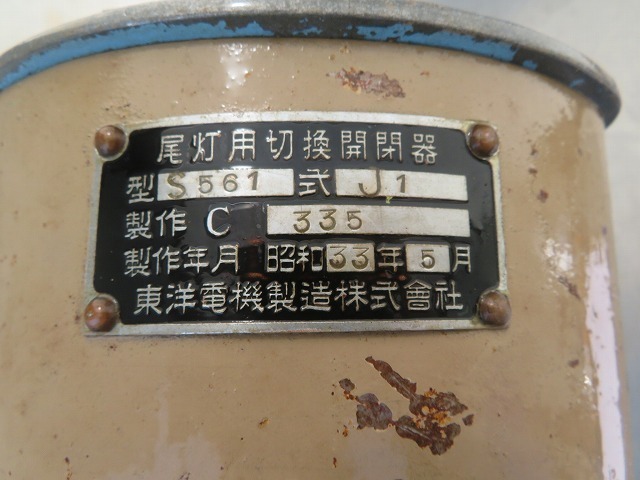 尾灯用切換開閉器
型 S561 式 J1
製作 C 335
製作年月 昭和33年5月
東洋電機製造株式會社